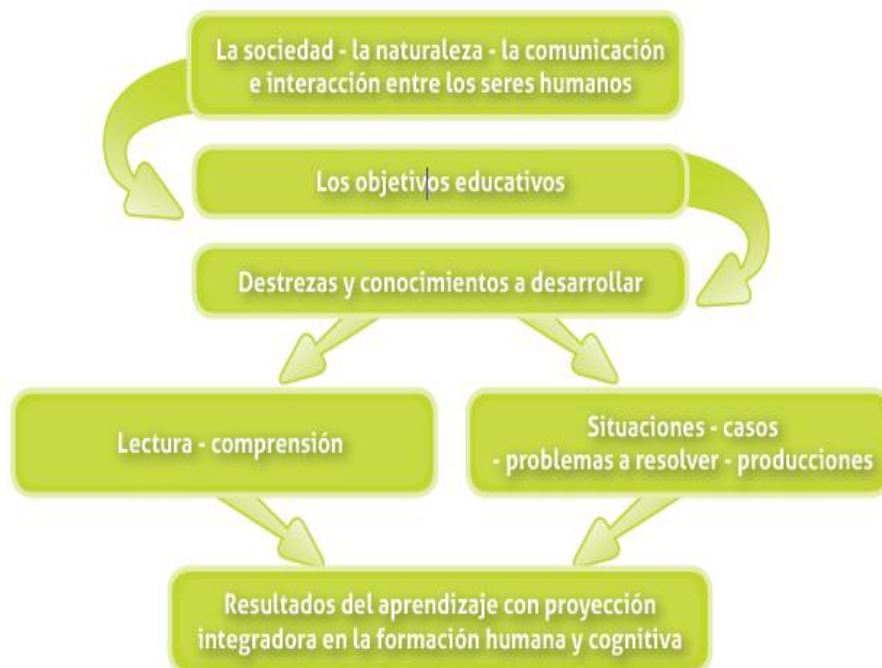 La sociedad - la naturaleza - la comunicación
e interacción entre los seres humanos
Los objetivos educativos
Destrezas y conocimientos a desarrollar
Lectura - comprensión
Situaciones - casos
- problemas a resolver - producciones
Resultados del aprendizaje con proyección
integradora en la formación humana y cognitiva